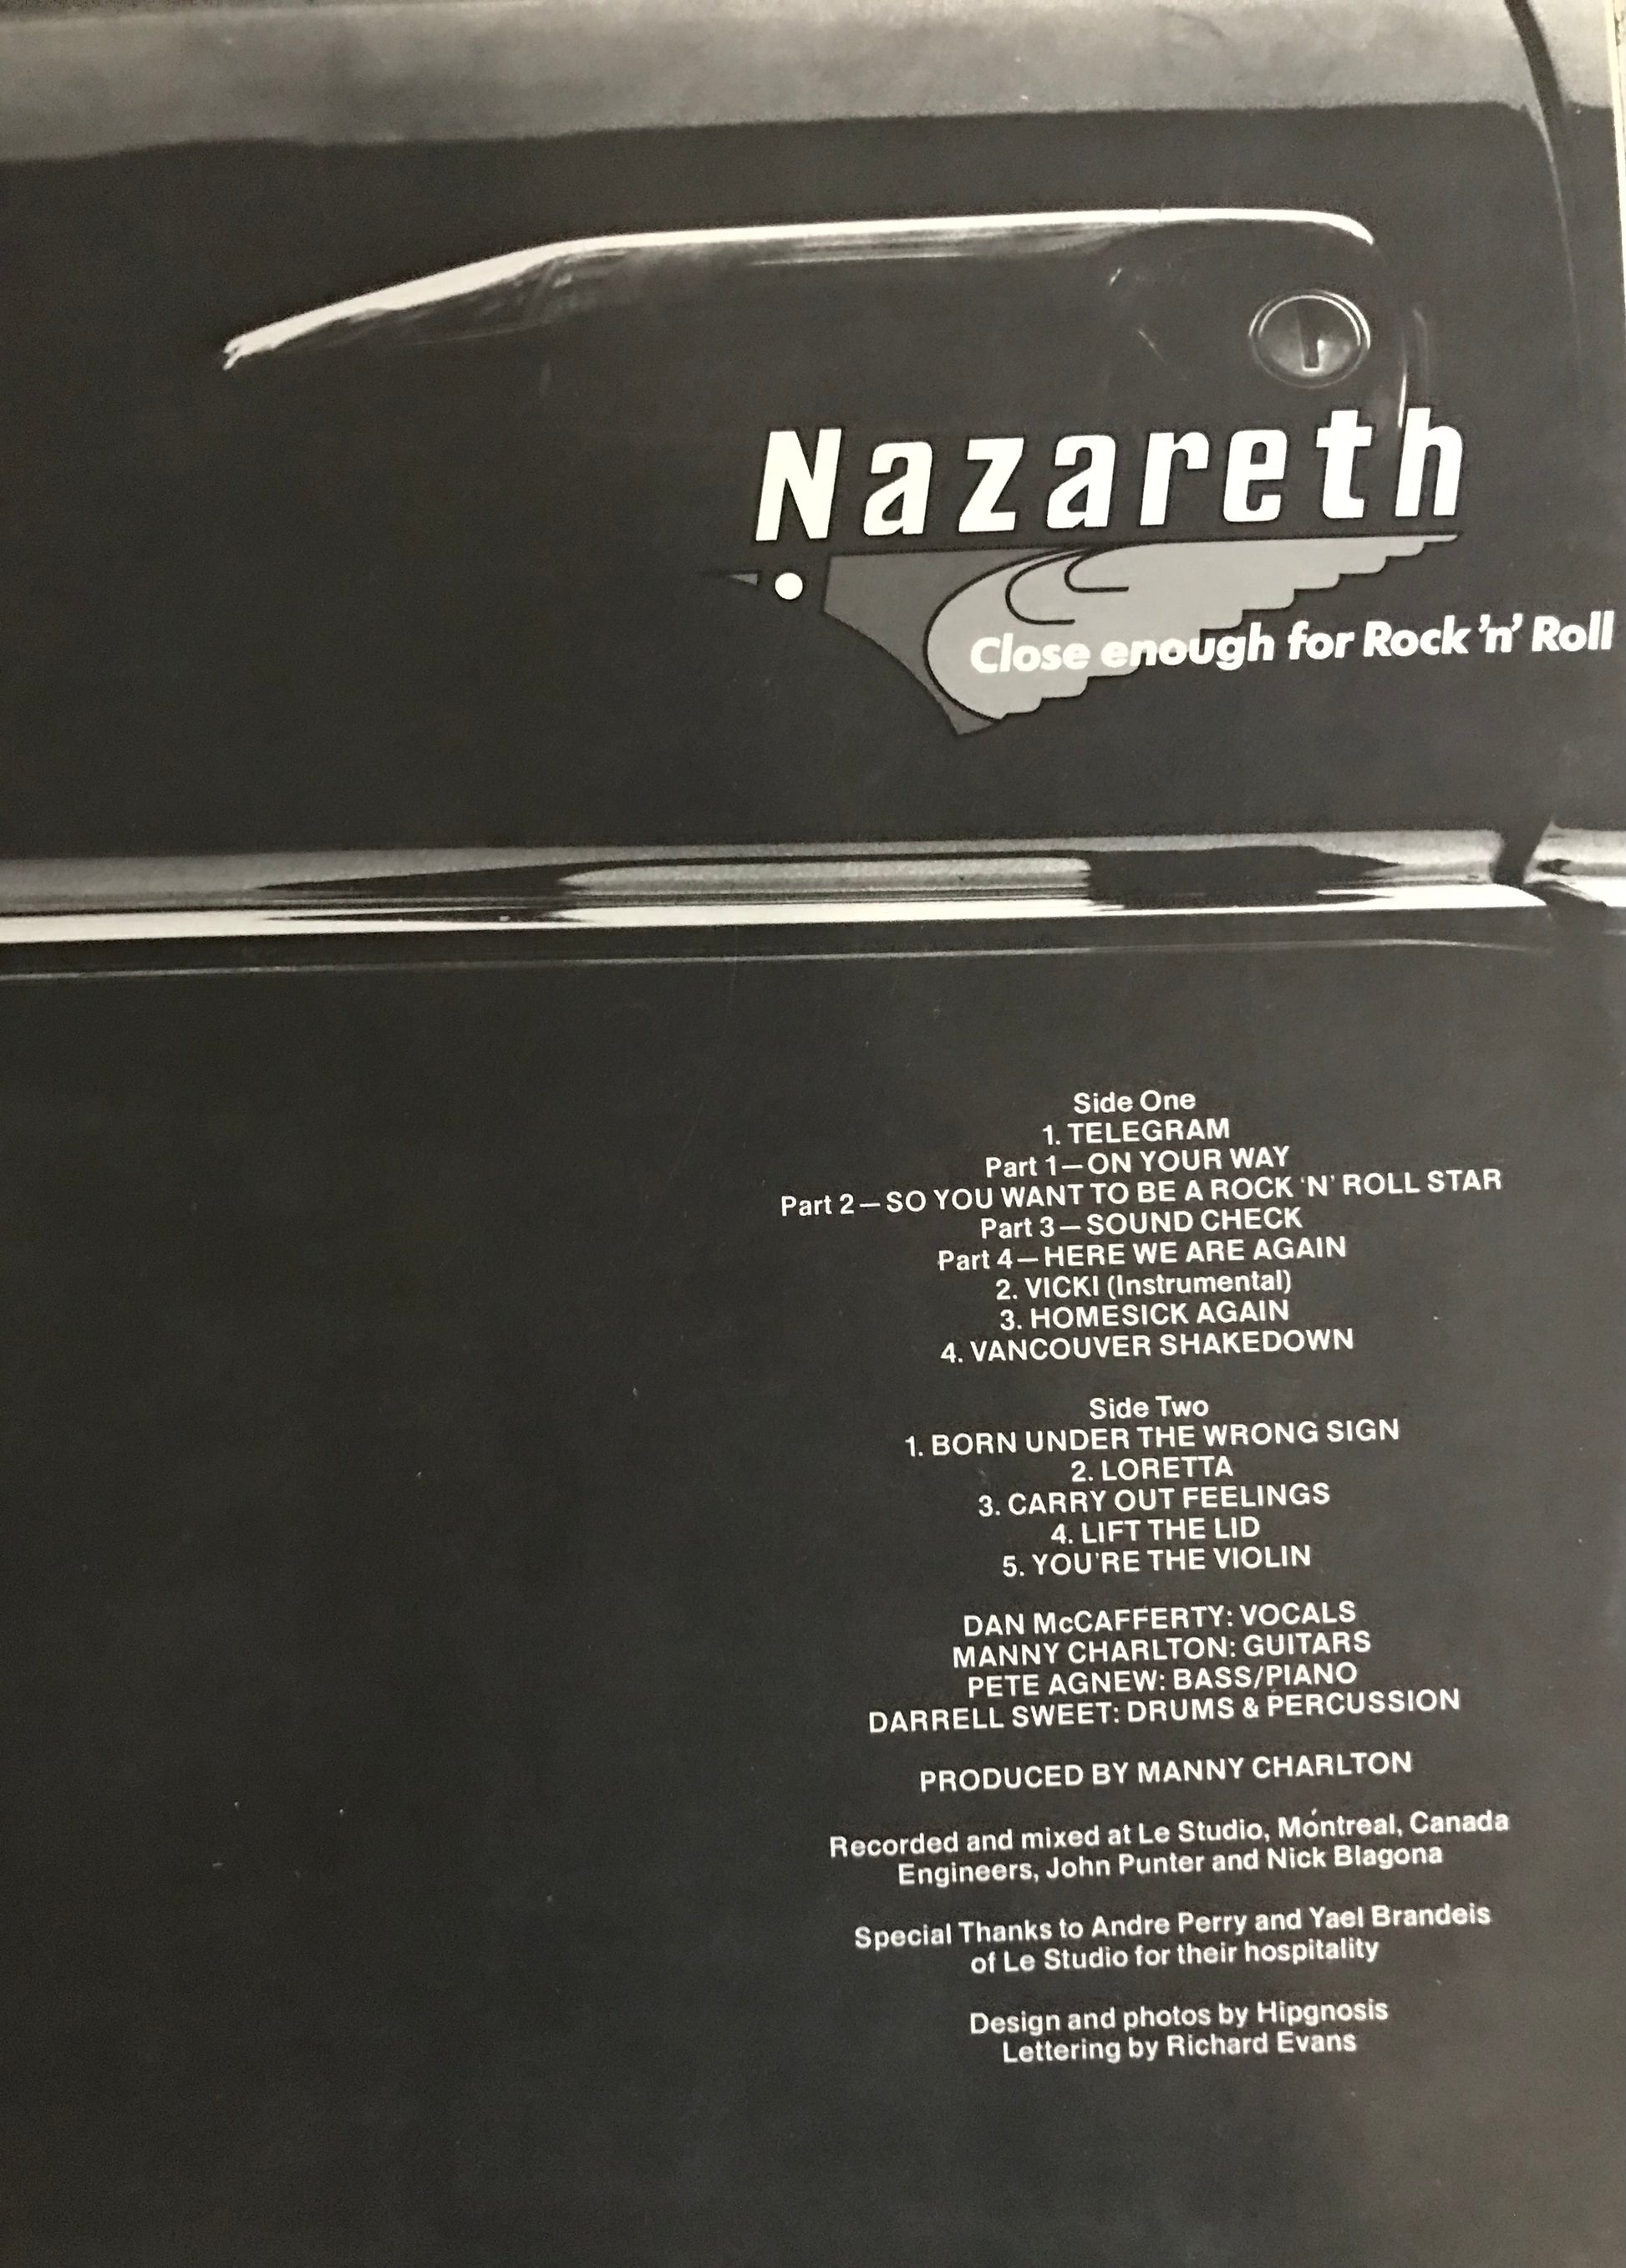 Nazareth
Close enough for Rock 'n' Roll
Side One
1. TELEGRAM
Part 1—ON YOUR WAY
Part 2—SO YOU WANT TO BE A ROCK 'N' ROLL STAR
Part 3—SOUND CHECK
Part 4—HERE WE ARE AGAIN
2. VICKI (Instrumental)
3. HOMESICK AGAIN
4. VANCOUVER SHAKEDOWN
Side Two
1. BORN UNDER THE WRONG SIGN
2. LORETTA
3. CARRY OUT FEELINGS
4. LIFT THE LID
5. YOU'RE THE VIOLIN
DAN McCAFFERTY: VOCALS
MANNY CHARLTON: GUITARS
PETE AGNEW: BASS/PIANO
DARRELL SWEET: DRUMS & PERCUSSION
PRODUCED BY MANNY CHARLTON
Recorded and mixed at Le Studio, Montreal, Canada
Engineers, John Punter and Nick Blagona
Special Thanks to Andre Perry and Yael Brandeis
of Le Studio for their hospitality
Design and photos by Hipgnosis
Lettering by Richard Evans